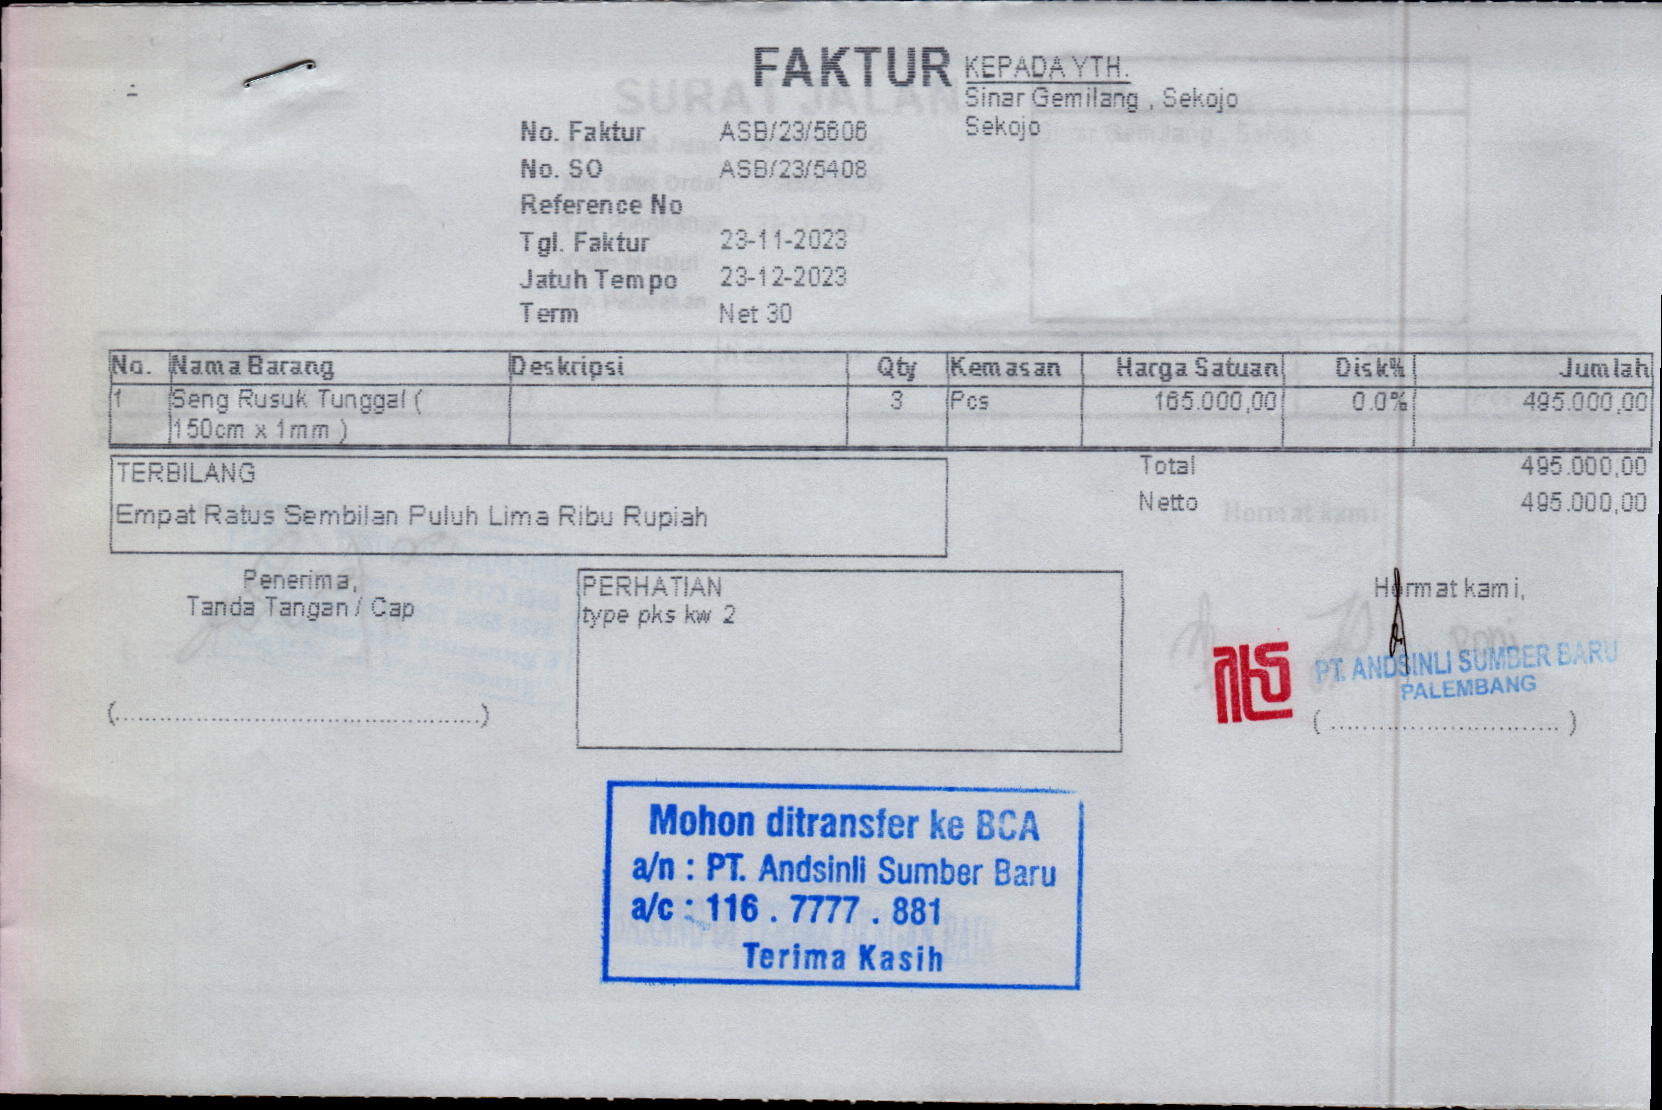 FAKTUR
KEPADA YTH.
Sinar Gemilang , Sekojo
Sekojo
No. Faktur ASB/23/5606
No. SO ASB/23/5408
Reference No
Tgl. Faktur 23-11-2023
Jatuh Tempo 23-12-2023
Term Net 30
No. Nama Barang Deskripsi Qty Kemasan Harga Satuan Disk% Jumlah
1 Seng Rusuk Tunggal ( 3 Pcs 165.000,00 0.0% 495.000,00
150cm x 1mm )
TERBILANG
Empat Ratus Sembilan Puluh Lima Ribu Rupiah
Total 495.000,00
Netto 495.000,00
Penerima,
Tanda Tangan / Cap
(..................................................)
PERHATIAN
type pks kw 2
Hormat kami,
PT. ANDSINLI SUMBER BARU
PALEMBANG
( ................................ )
Mohon ditransfer ke BCA
a/n : PT. Andsinli Sumber Baru
a/c : 116 . 7777 . 881
Terima Kasih
SURAT JALAN
Hormat kami